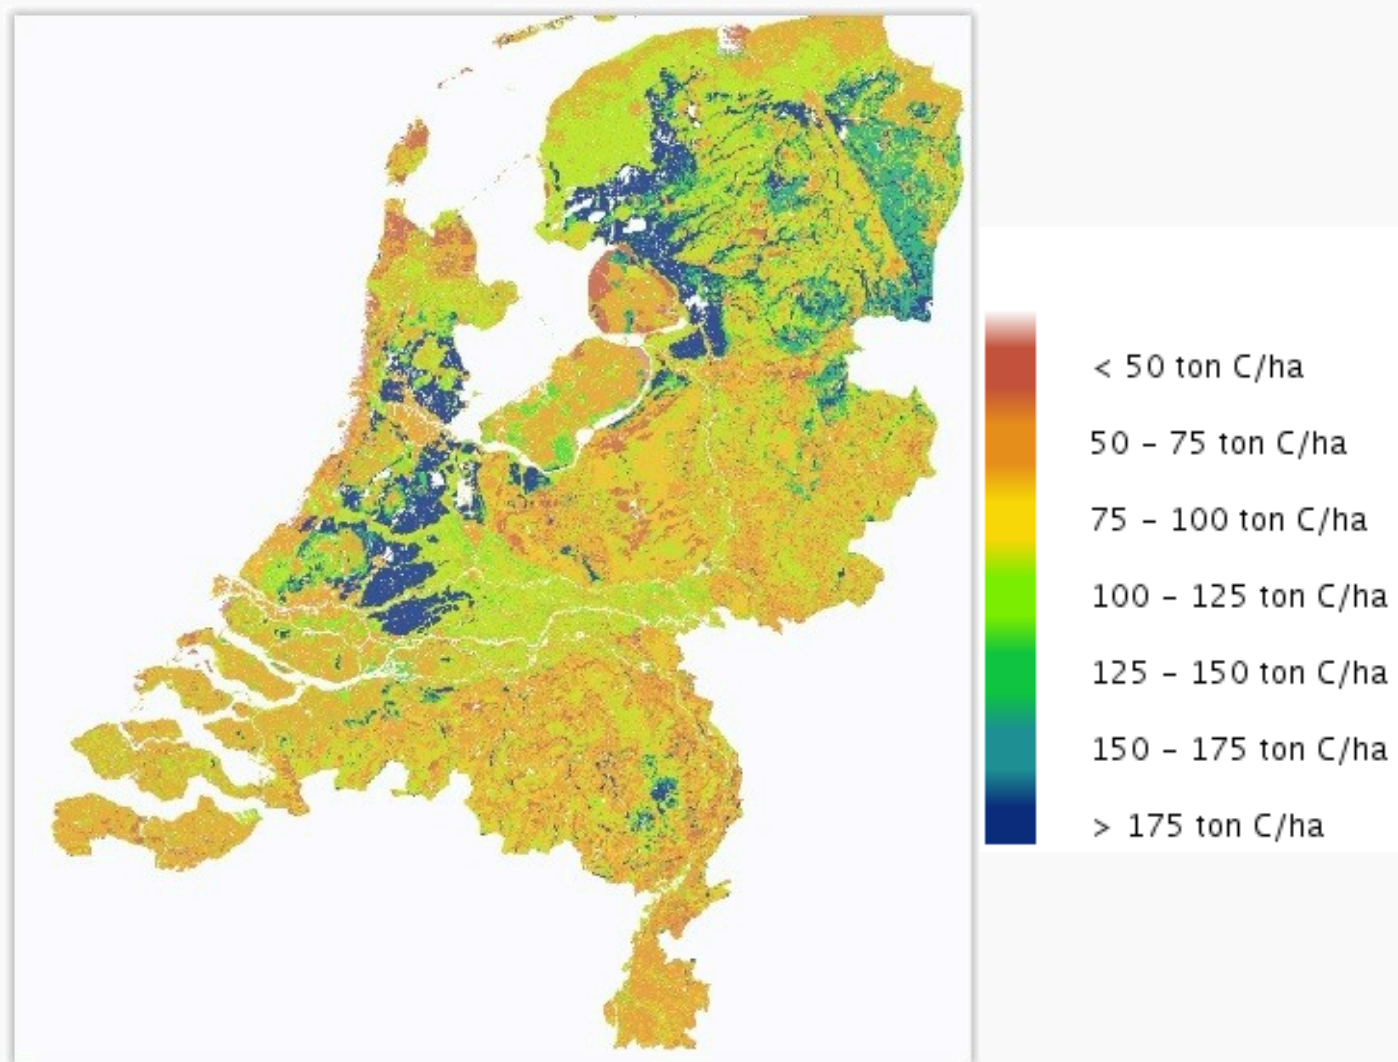 < 50 ton C/ha
50 – 75 ton C/ha
75 – 100 ton C/ha
100 – 125 ton C/ha
125 – 150 ton C/ha
150 – 175 ton C/ha
> 175 ton C/ha